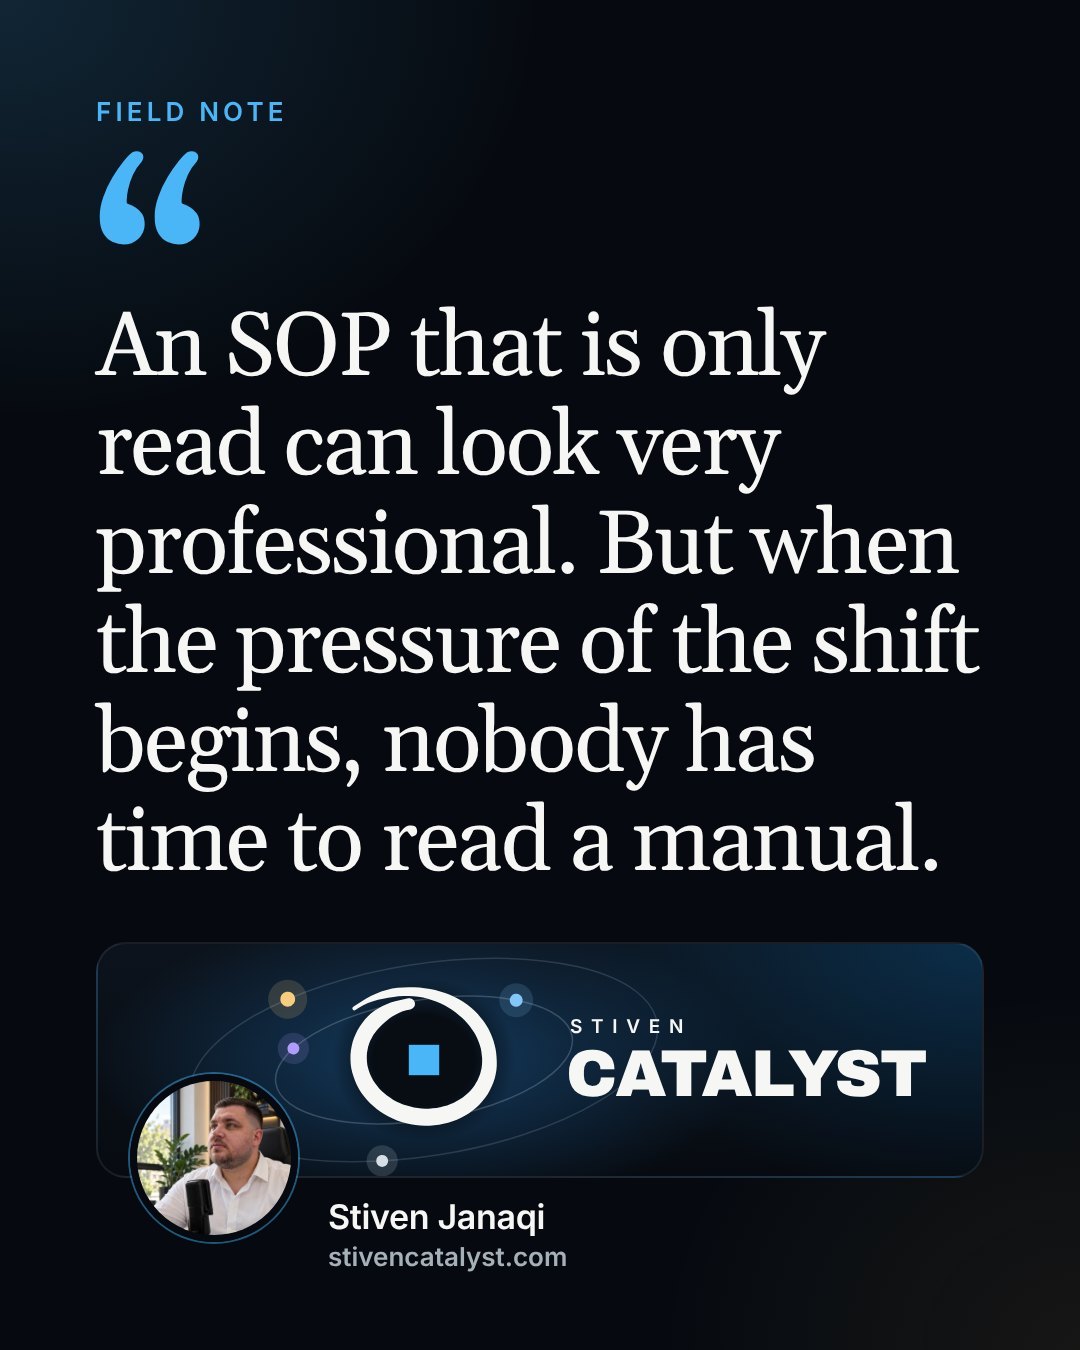 FIELD NOTE
“
An SOP that is only
read can look very
professional. But when
the pressure of the shift
begins, nobody has
time to read a manual.
STIVEN
CATALYST
Stiven Janaqi
stivencatalyst.com